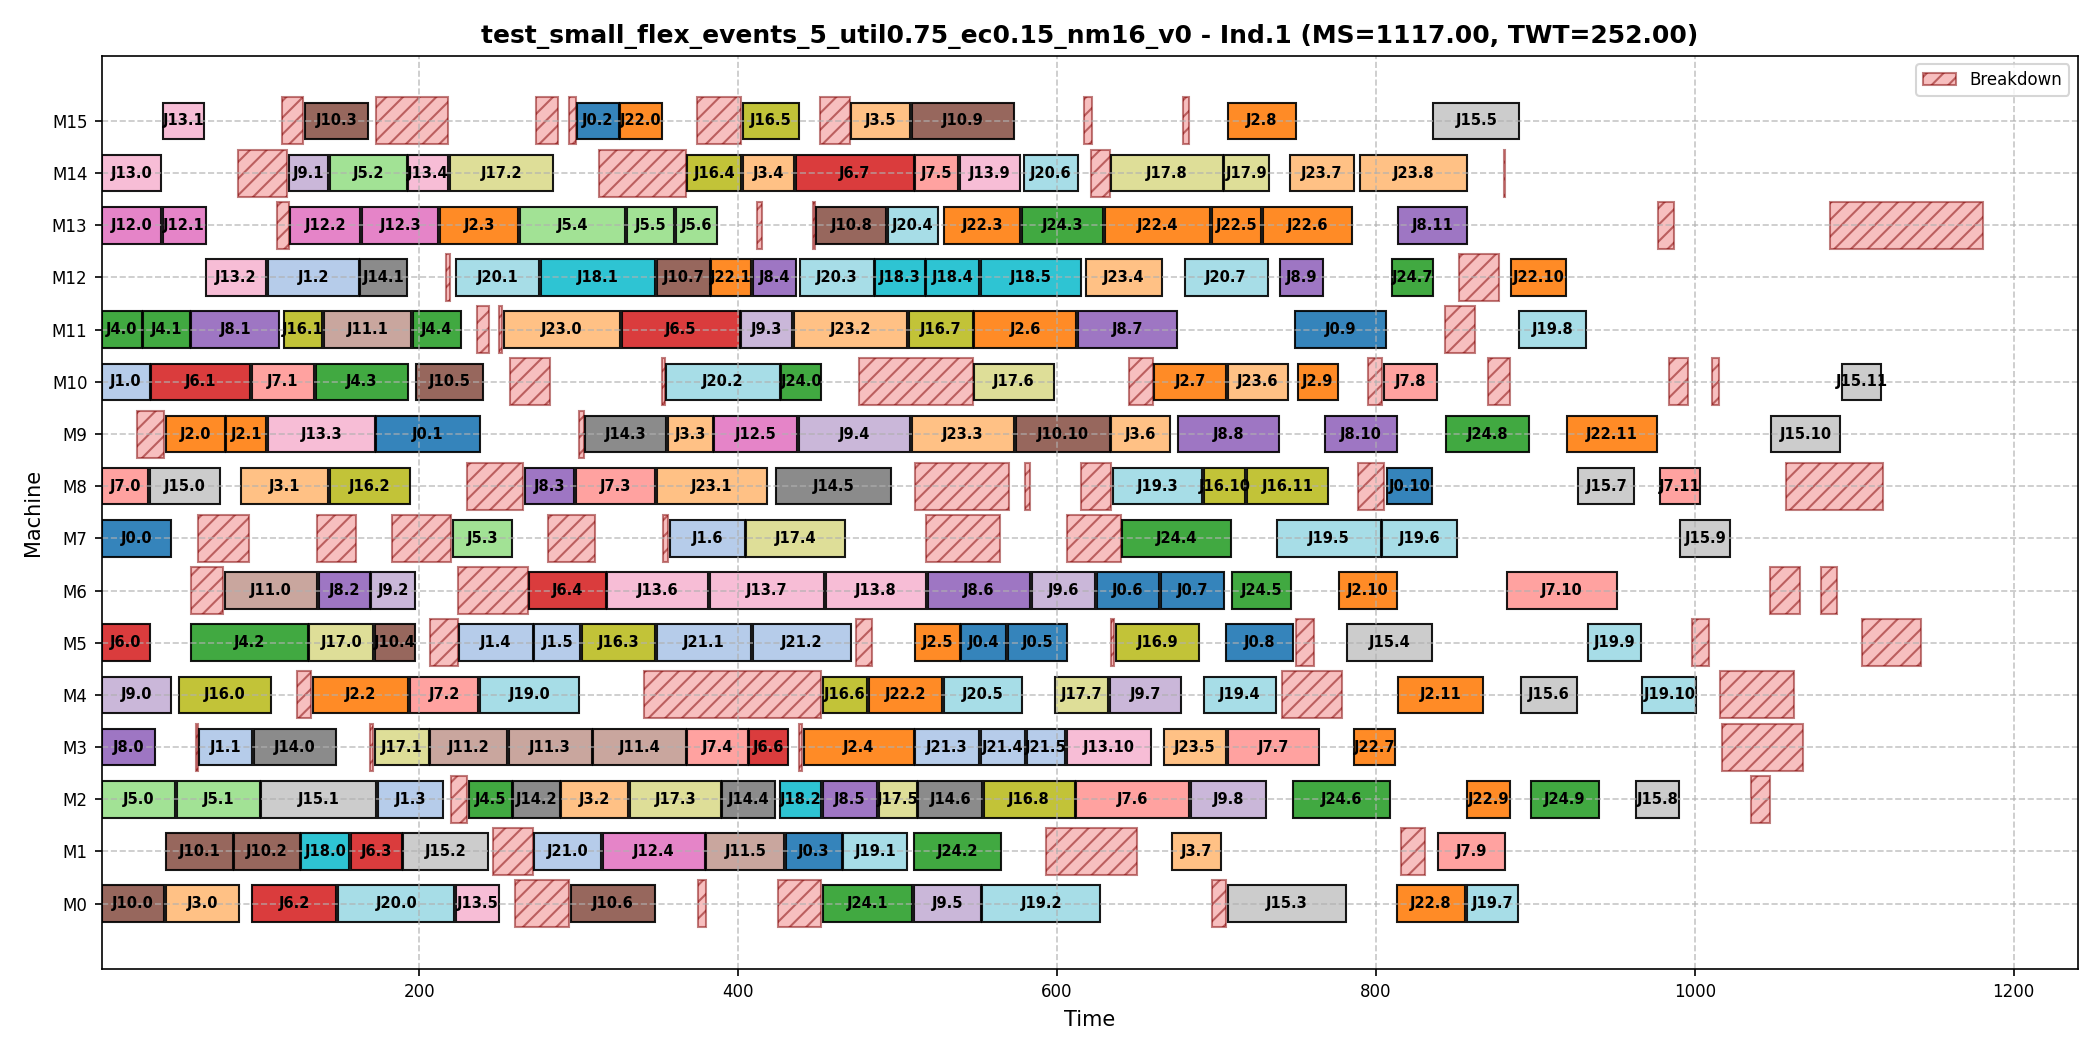 test_small_flex_events_5_util0.75_ec0.15_nm16_v0 - Ind.1 (MS=1117.00, TWT=252.00)
Breakdown
M15 J13.1 J10.3 J0.2 J22.0 J16.5 J3.5 J10.9 J2.8 J15.5
M14 J13.0 J9.1 J5.2 J13.4 J17.2 J16.4 J3.4 J6.7 J7.5 J13.9 J20.6 J17.8 J17.9 J23.7 J23.8
M13 J12.0 J12.1 J12.2 J12.3 J2.3 J5.4 J5.5 J5.6 J10.8 J20.4 J22.3 J24.3 J22.4 J22.5 J22.6 J8.11
M12 J13.2 J1.2 J14.1 J20.1 J18.1 J10.7 J22.1 J8.4 J20.3 J18.3 J18.4 J18.5 J23.4 J20.7 J8.9 J24.7 J22.10
M11 J4.0 J4.1 J8.1 J16.1 J11.1 J4.4 J23.0 J6.5 J9.3 J23.2 J16.7 J2.6 J8.7 J0.9 J19.8
M10 J1.0 J6.1 J7.1 J4.3 J10.5 J20.2 J24.0 J17.6 J2.7 J23.6 J2.9 J7.8 J15.11
M9 J2.0 J2.1 J13.3 J0.1 J14.3 J3.3 J12.5 J9.4 J23.3 J10.10 J3.6 J8.8 J8.10 J24.8 J22.11 J15.10
M8 J7.0 J15.0 J3.1 J16.2 J8.3 J7.3 J23.1 J14.5 J19.3 J16.10 J16.11 J0.10 J15.7 J7.11
M7 J0.0 J5.3 J1.6 J17.4 J24.4 J19.5 J19.6 J15.9
M6 J11.0 J8.2 J9.2 J6.4 J13.6 J13.7 J13.8 J8.6 J9.6 J0.6 J0.7 J24.5 J2.10 J7.10
M5 J6.0 J4.2 J17.0 J10.4 J1.4 J1.5 J16.3 J21.1 J21.2 J2.5 J0.4 J0.5 J16.9 J0.8 J15.4 J19.9
M4 J9.0 J16.0 J2.2 J7.2 J19.0 J16.6 J22.2 J20.5 J17.7 J9.7 J19.4 J2.11 J15.6 J19.10
M3 J8.0 J1.1 J14.0 J17.1 J11.2 J11.3 J11.4 J7.4 J6.6 J2.4 J21.3 J21.4 J21.5 J13.10 J23.5 J7.7 J22.7
M2 J5.0 J5.1 J15.1 J1.3 J4.5 J14.2 J3.2 J17.3 J14.4 J18.2 J8.5 J17.5 J14.6 J16.8 J7.6 J9.8 J24.6 J22.9 J24.9 J15.8
M1 J10.1 J10.2 J18.0 J6.3 J15.2 J21.0 J12.4 J11.5 J0.3 J19.1 J24.2 J3.7 J7.9
M0 J10.0 J3.0 J6.2 J20.0 J13.5 J10.6 J24.1 J9.5 J19.2 J15.3 J22.8 J19.7
Machine
200 400 600 800 1000 1200
Time